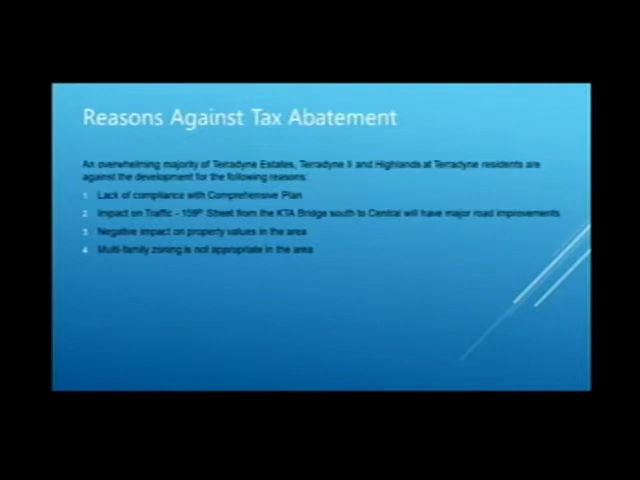 Reasons Against Tax Abatement
An overwhelming majority of Terradyne Estates, Terradyne II and Highlands at Terradyne residents are
against the development for the following reasons:
1. Lack of compliance with Comprehensive Plan
2. Impact on Traffic - 159th Street from the KTA Bridge south to Central will have major road improvements
3. Negative impact on property values in the area
4. Multi-family zoning is not appropriate in the area